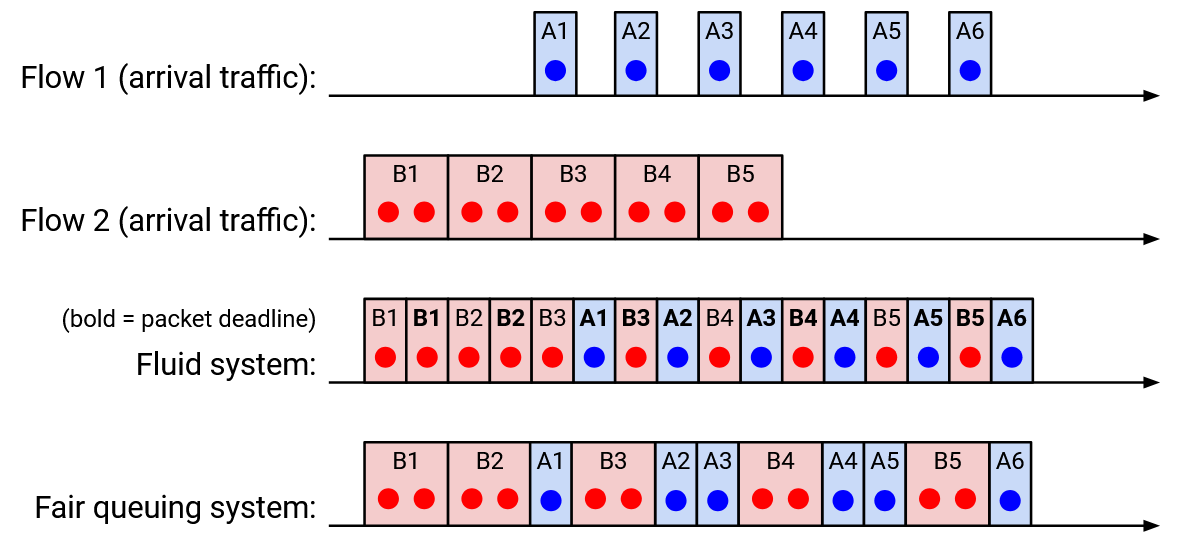 A1 A2 A3 A4 A5 A6
Flow 1 (arrival traffic):
B1 B2 B3 B4 B5
Flow 2 (arrival traffic):
(bold = packet deadline) B1 B1 B2 B2 B3 A1 B3 A2 B4 A3 B4 A4 B5 A5 B5 A6
Fluid system:
B1 B2 A1 B3 A2 A3 B4 A4 A5 B5 A6
Fair queuing system: